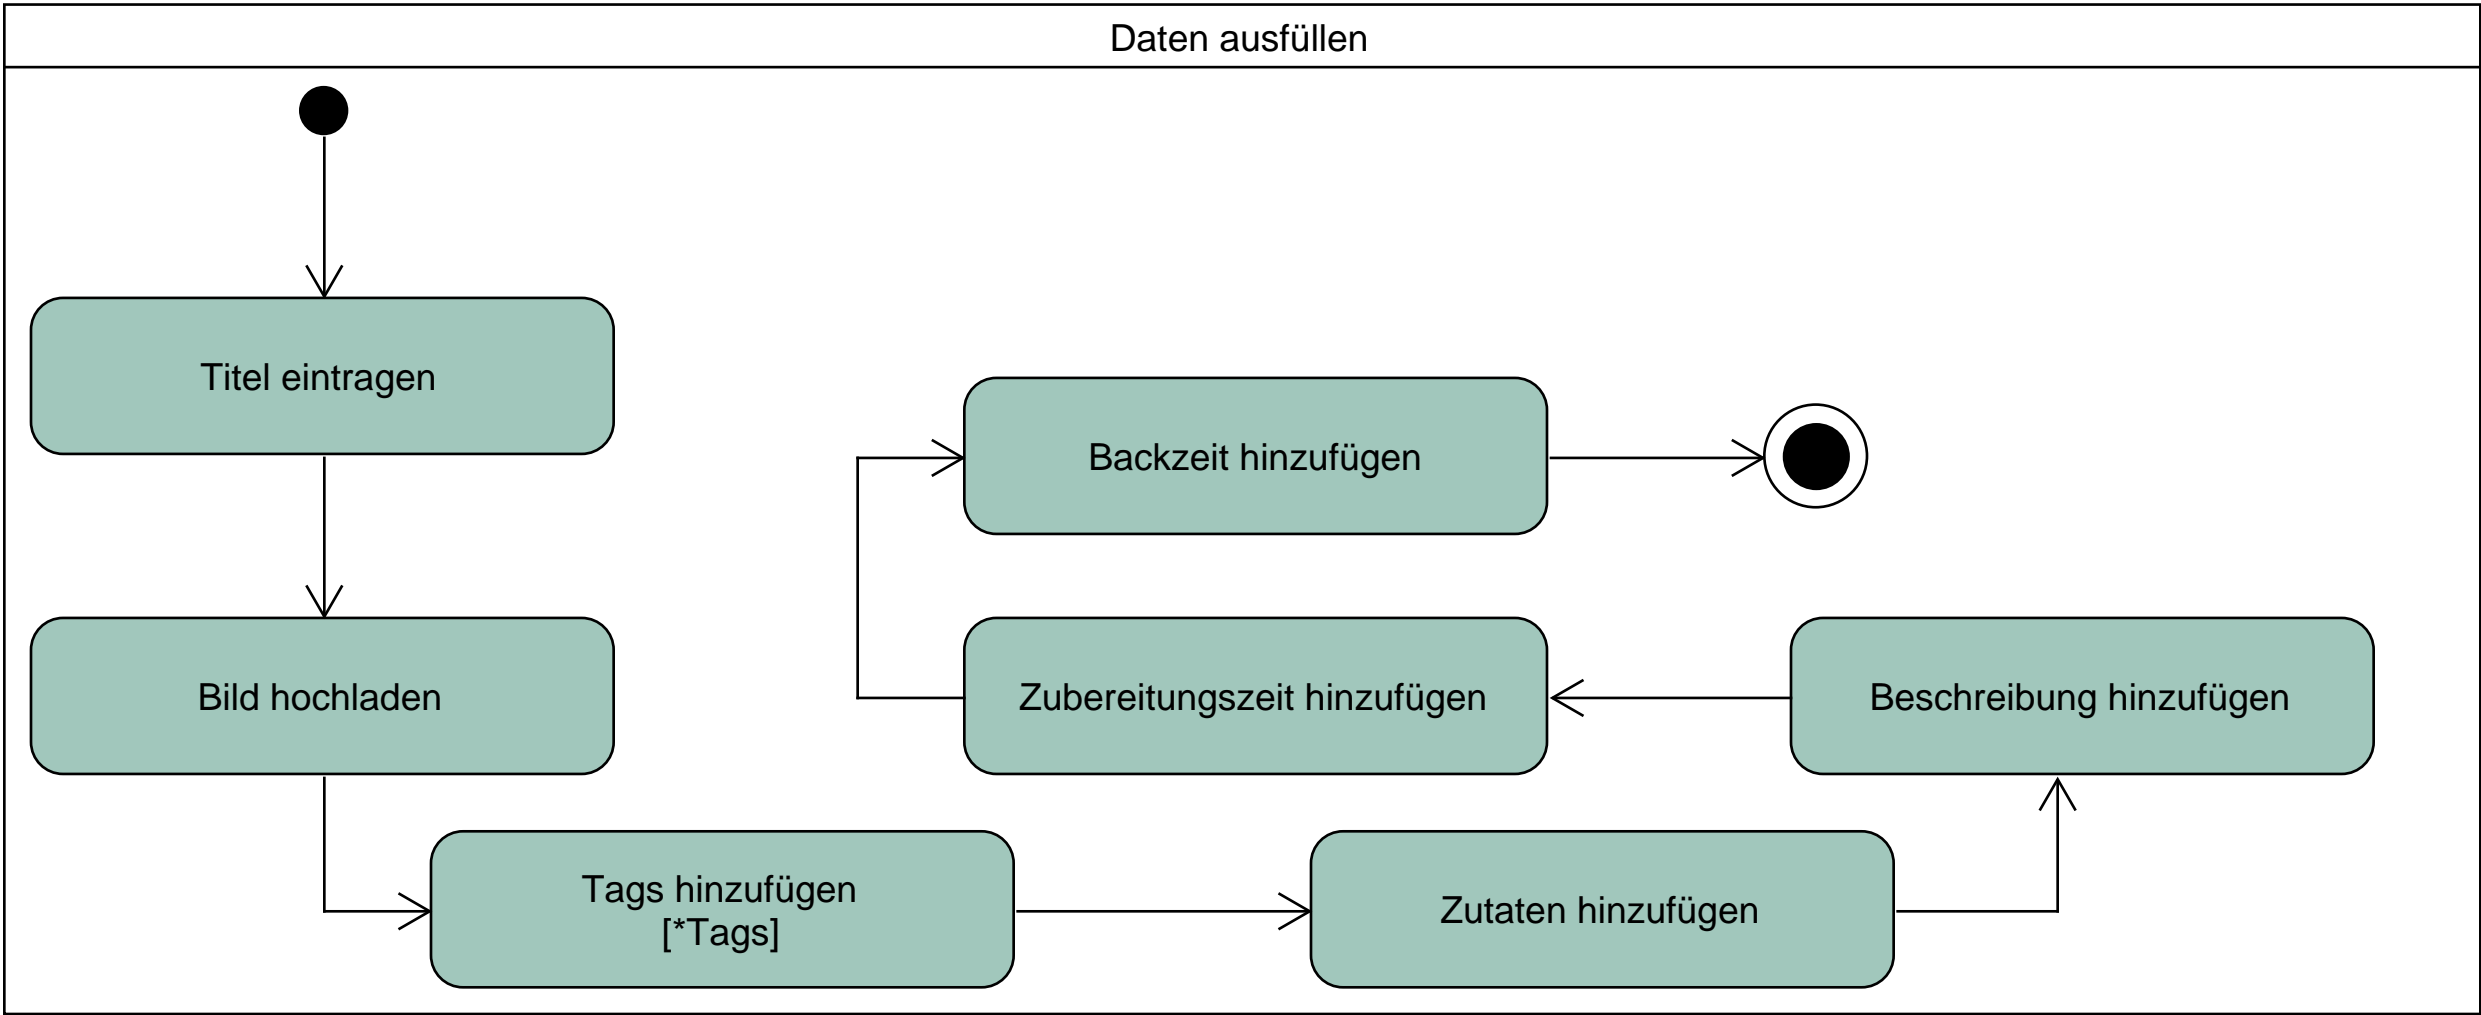 Daten ausfüllen
Titel eintragen
Backzeit hinzufügen
Bild hochladen
Zubereitungszeit hinzufügen
Beschreibung hinzufügen
Tags hinzufügen
[*Tags]
Zutaten hinzufügen